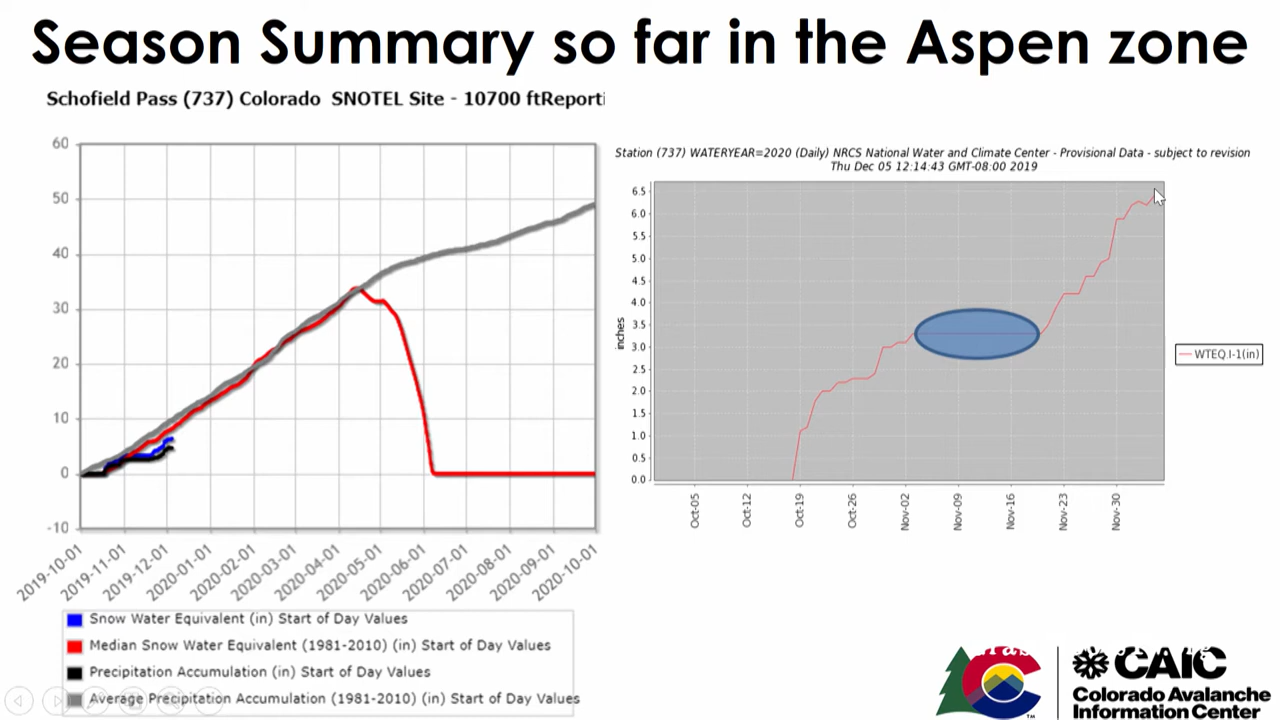 Season Summary so far in the Aspen zone
Schofield Pass (737) Colorado SNOTEL Site - 10700 ftReporti
60
50
40
30
20
10
0
-10
2019-10-01
2019-11-01
2019-12-01
2020-01-01
2020-02-01
2020-03-01
2020-04-01
2020-05-01
2020-06-01
2020-07-01
2020-08-01
2020-09-01
2020-10-01
Snow Water Equivalent (in) Start of Day Values
Median Snow Water Equivalent (1981-2010) (in) Start of Day Values
Precipitation Accumulation (in) Start of Day Values
Average Precipitation Accumulation (1981-2010) (in) Start of Day Values
Station (737) WATERYEAR=2020 (Daily) NRCS National Water and Climate Center - Provisional Data - subject to revision
Thu Dec 05 12:14:43 GMT-08:00 2019
inches
6.5
6.0
5.5
5.0
4.5
4.0
3.5
3.0
2.5
2.0
1.5
1.0
0.5
0.0
Oct-05
Oct-12
Oct-19
Oct-26
Nov-02
Nov-09
Nov-16
Nov-23
Nov-30
WTEQ.I-1(in)
TM
CAIC
Colorado Avalanche
Information Center